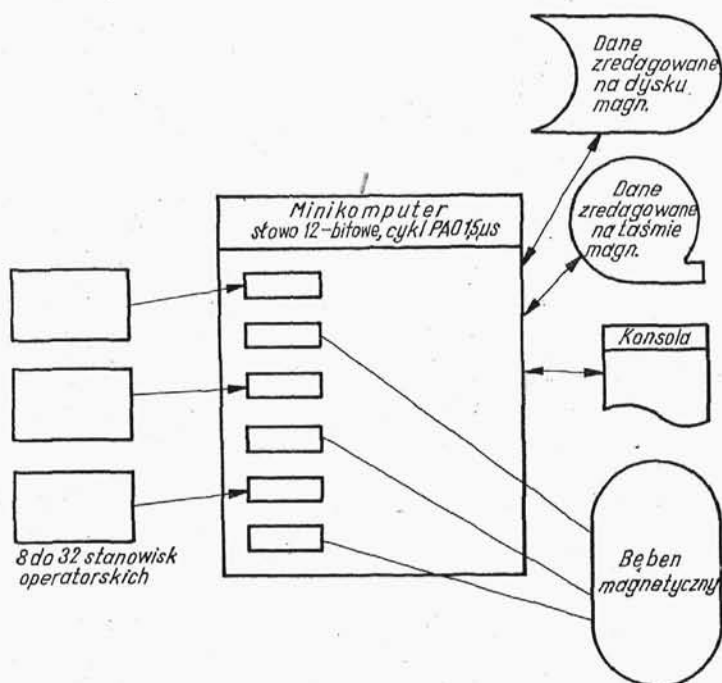 Dane
zredagowane
na dysku
magn.
Dane
zredagowane
na taśmie
magn.
Minikomputer
słowo 12-bitowe, cykl PAO 1,5µs
Konsola
8 do 32 stanowisk
operatorskich
Bęben
magnetyczny